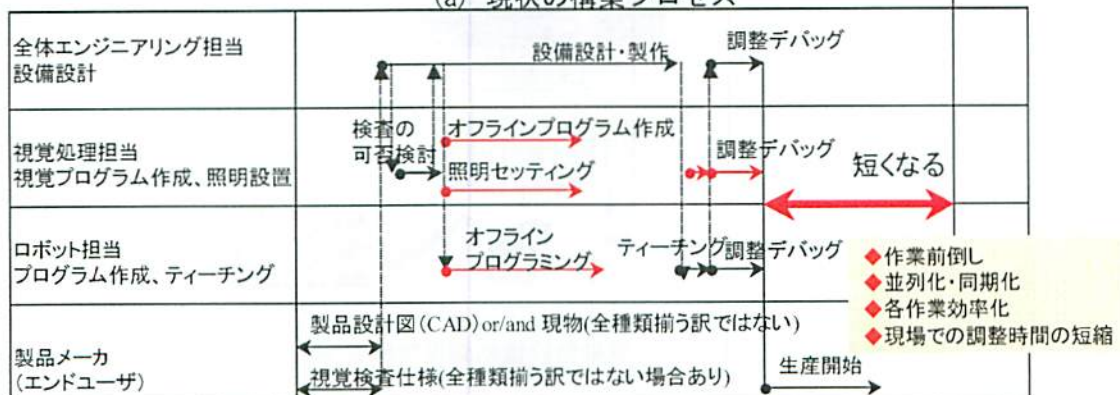 (a) 現状の構築プロセス
全体エンジニアリング担当
設備設計
設備設計・製作
調整デバッグ
視覚処理担当
視覚プログラム作成、照明設置
検査の
可否検討
オフラインプログラム作成
照明セッティング
調整デバッグ
短くなる
ロボット担当
プログラム作成、ティーチング
オフライン
プログラミング
ティーチング
調整デバッグ
◆作業前倒し
◆並列化・同期化
◆各作業効率化
◆現場での調整時間の短縮
製品メーカ
(エンドユーザ)
製品設計図(CAD)or/and 現物(全種類揃う訳ではない)
視覚検査仕様(全種類揃う訳ではない場合あり)
生産開始